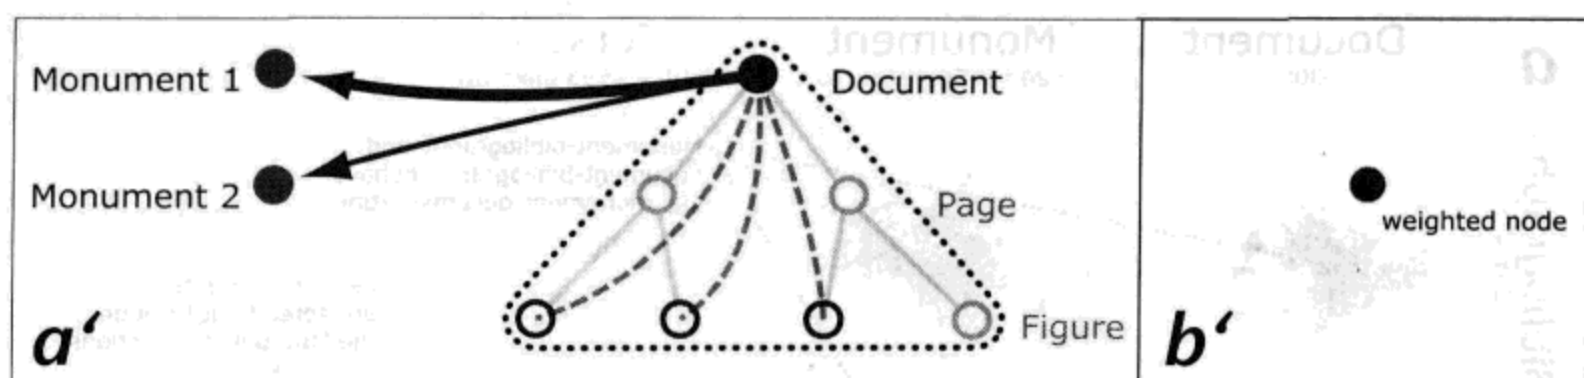 Monument 1
Document
Monument 2
Page
weighted node
Figure
a‘
b‘